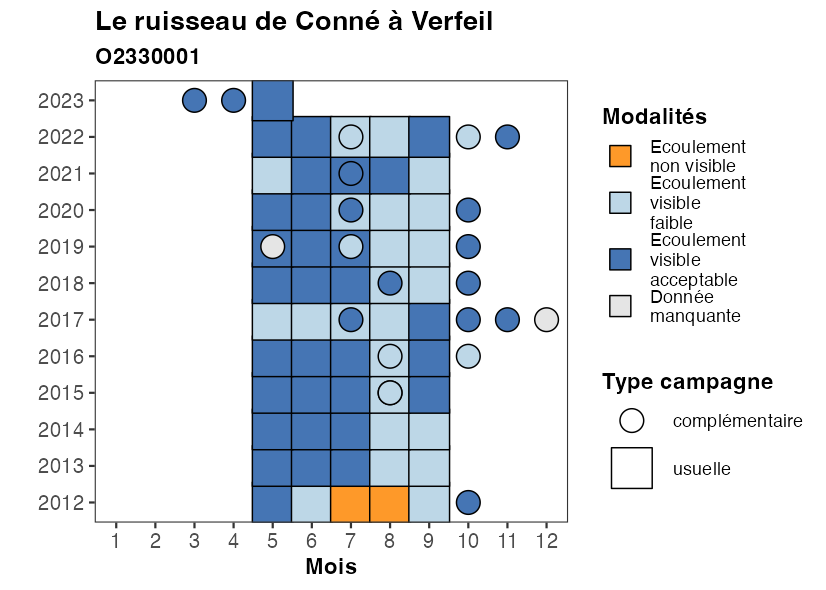 Le ruisseau de Conné à Verfeil
O2330001
2023
2022
2021
2020
2019
2018
2017
2016
2015
2014
2013
2012
1 2 3 4 5 6 7 8 9 10 11 12
Mois
Modalités
Ecoulement
non visible
Ecoulement
visible
faible
Ecoulement
visible
acceptable
Donnée
manquante
Type campagne
complémentaire
usuelle